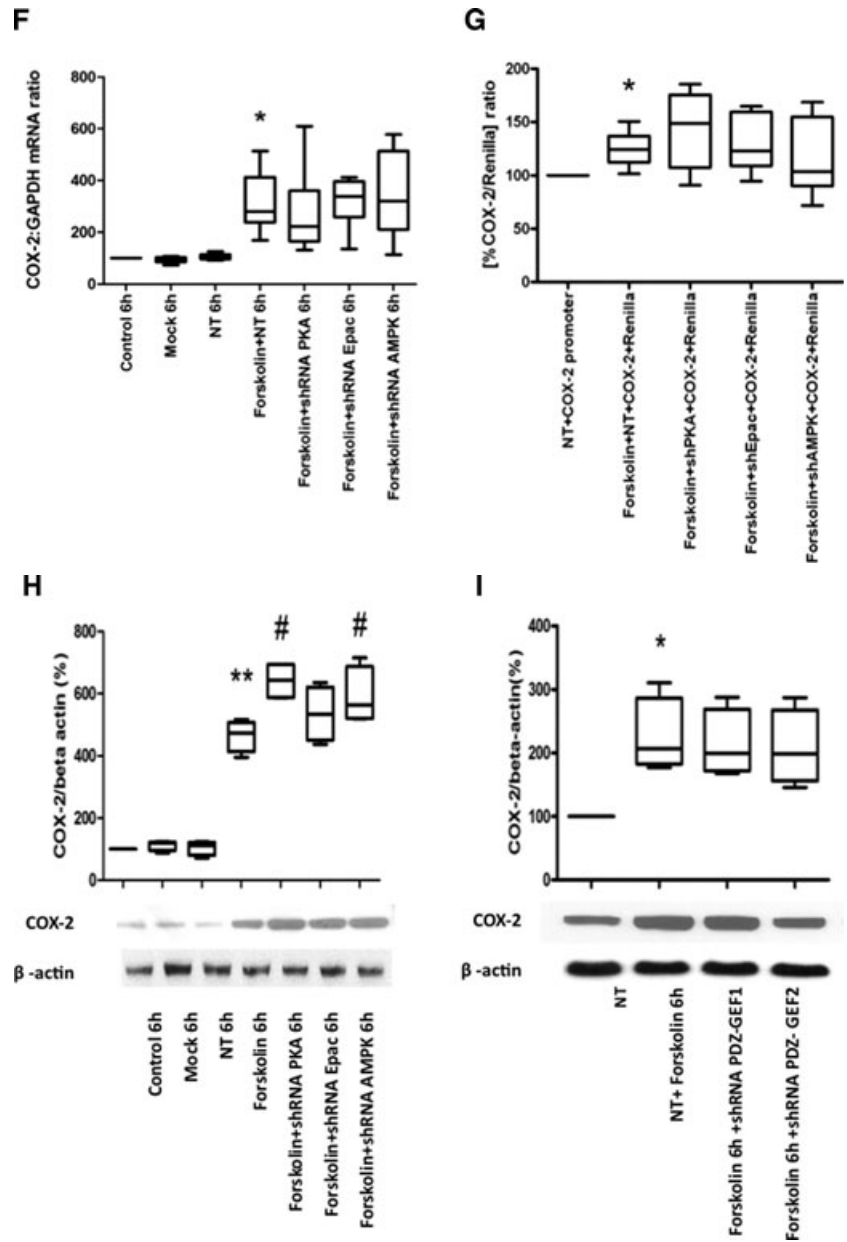 F
COX-2:GAPDH mRNA ratio
800
600
400
200
0
*
Control 6h
Mock 6h
NT 6h
Forskolin+NT 6h
Forskolin+shRNA PKA 6h
Forskolin+shRNA Epac 6h
Forskolin+shRNA AMPK 6h
G
[%COX-2/Renilla] ratio
200
150
100
50
0
*
NT+COX-2 promoter
Forskolin+NT+COX-2+Renilla
Forskolin+shPKA+COX-2+Renilla
Forskolin+shEpac+COX-2+Renilla
Forskolin+shAMPK+COX-2+Renilla
H
COX-2/beta actin (%)
800
600
400
200
0
**
#
#
COX-2
β -actin
Control 6h
Mock 6h
NT 6h
Forskolin 6h
Forskolin+shRNA PKA 6h
Forskolin+shRNA Epac 6h
Forskolin+shRNA AMPK 6h
I
COX-2/beta-actin(%)
400
300
200
100
0
*
COX-2
β -actin
NT
NT+ Forskolin 6h
Forskolin 6h +shRNA PDZ-GEF1
Forskolin 6h +shRNA PDZ- GEF2